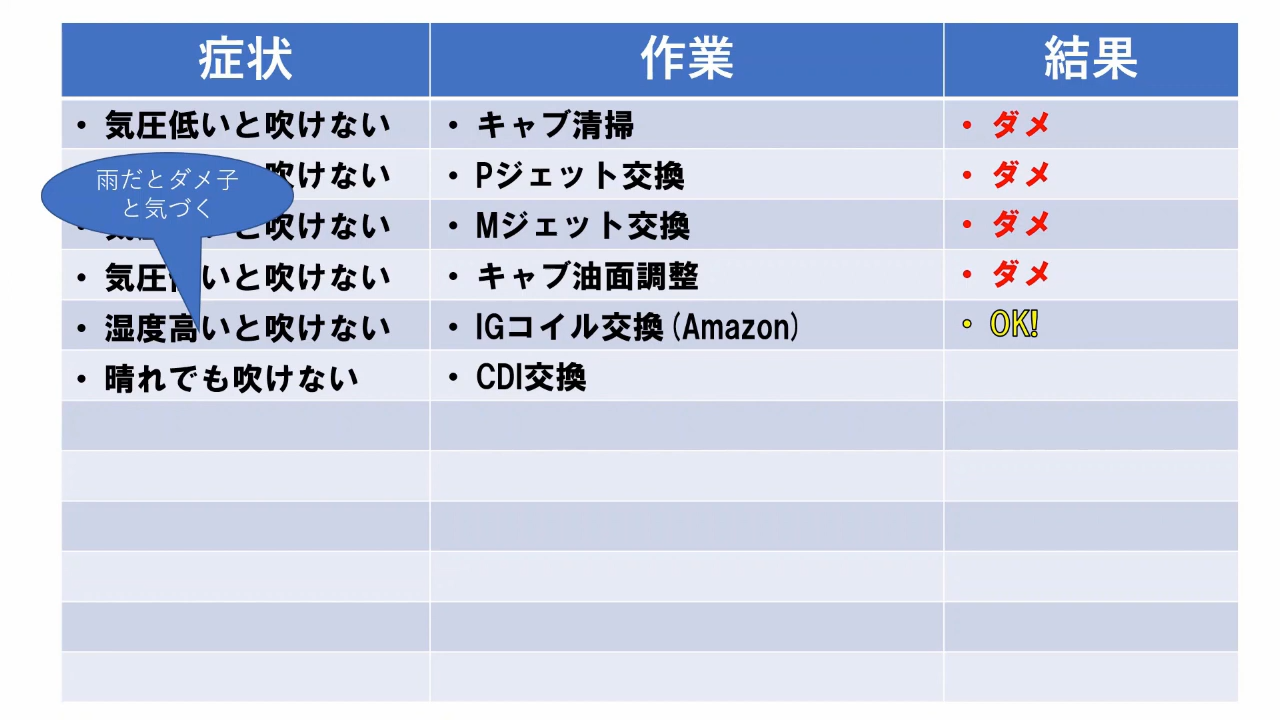 症状 作業 結果
・気圧低いと吹けない ・キャブ清掃 ・ダメ
雨だとダメ子
と気づく
吹けない ・Pジェット交換 ・ダメ
と吹けない ・Mジェット交換 ・ダメ
・気圧 いと吹けない ・キャブ油面調整 ・ダメ
・湿度高いと吹けない ・IGコイル交換(Amazon) ・OK!
・晴れでも吹けない ・CDI交換